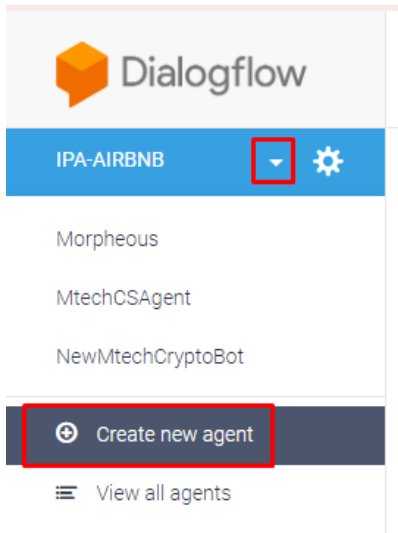 Dialogflow
IPA-AIRBNB
Morpheous
MtechCSAgent
NewMtechCryptoBot
Create new agent
View all agents